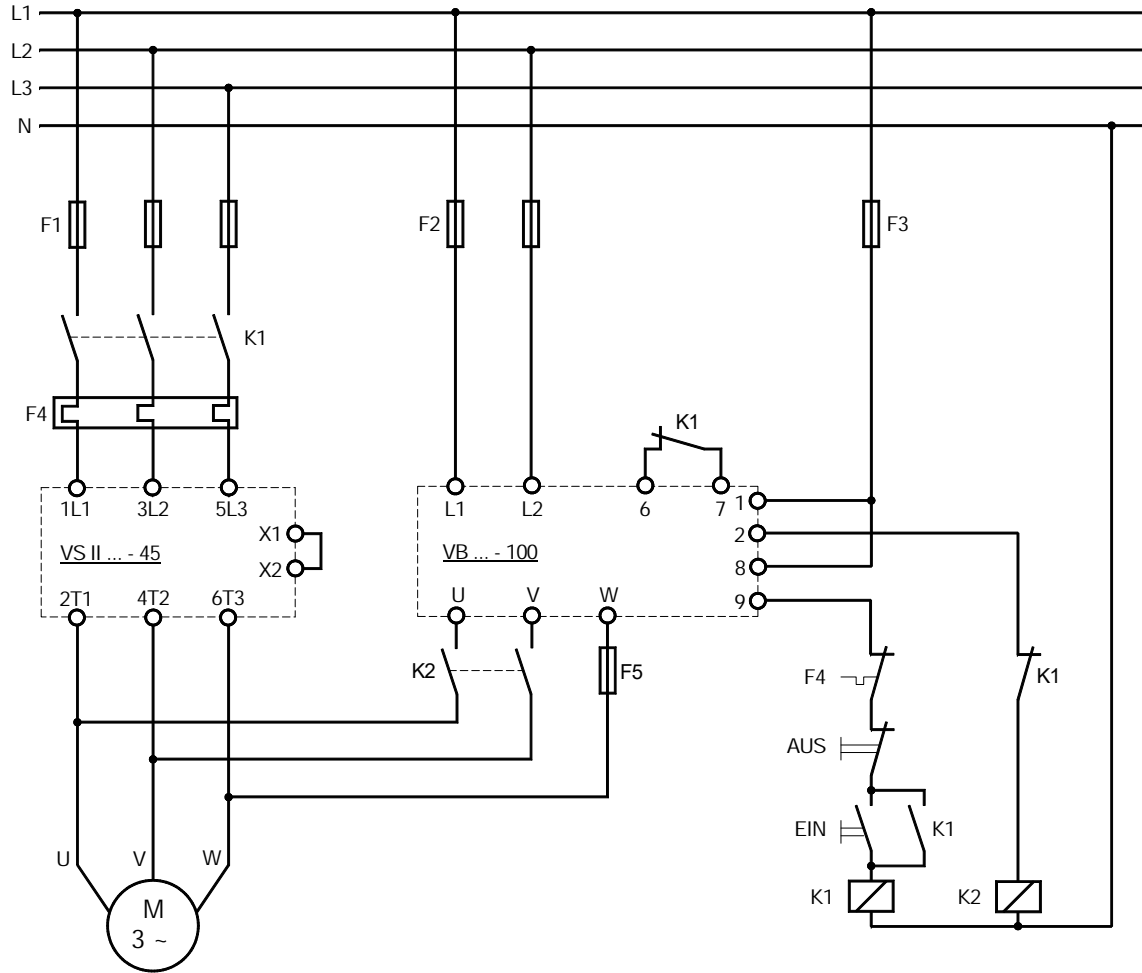 L1
L2
L3
N
F1
F2
F3
K1
F4
K1
1L1 3L2 5L3
L1 L2 6 7 1
X1
2
VS II ... - 45
VB ... - 100
X2
8
2T1 4T2 6T3
U V W
9
K2
F5
F4
K1
AUS
EIN
K1
U V W
K1
K2
M
3 ~